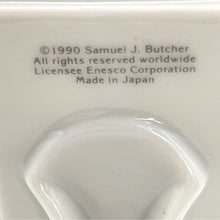 ©1990 Samuel J. Butcher
All rights reserved worldwide
Licensee Enesco Corporation
Made in Japan